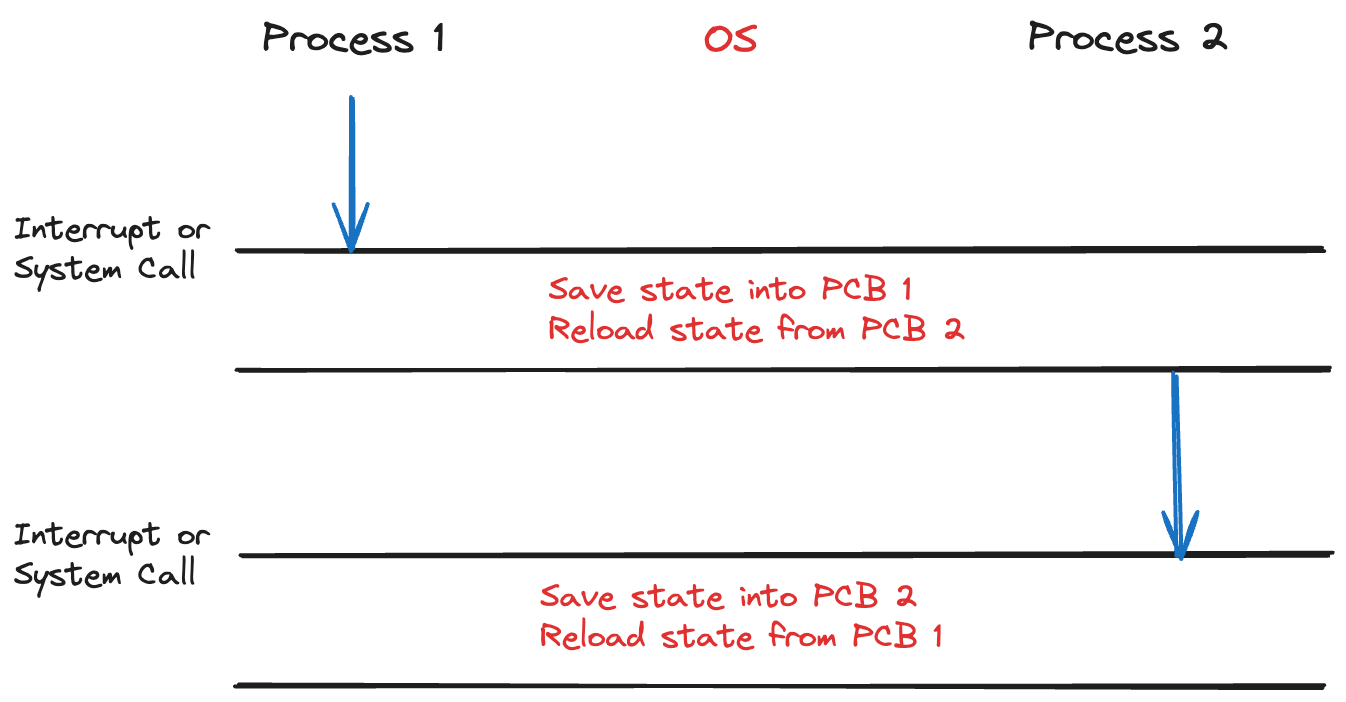 Process 1
OS
Process 2
Interrupt or
System Call
Save state into PCB 1
Reload state from PCB 2
Interrupt or
System Call
Save state into PCB 2
Reload state from PCB 1